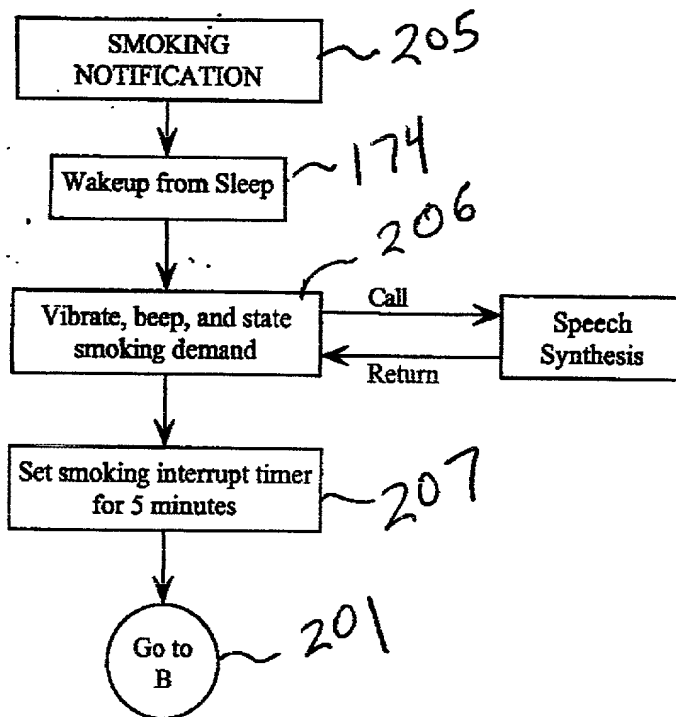 SMOKING
NOTIFICATION
205
Wakeup from Sleep
174
206
Vibrate, beep, and state
smoking demand
Call
Return
Speech
Synthesis
Set smoking interrupt timer
for 5 minutes
207
Go to
B
201